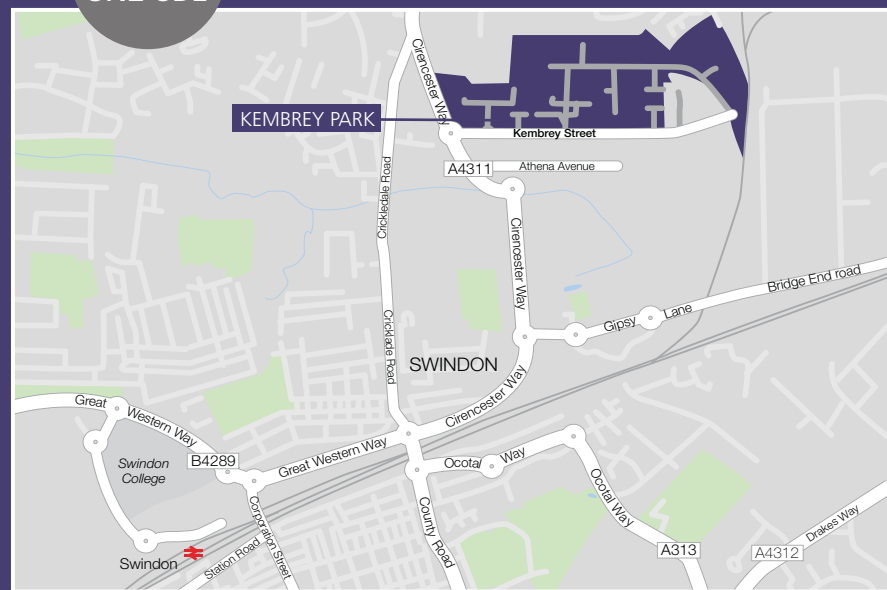 Cirencester Way
KEMBREY PARK
Kembrey Street
A4311
Athena Avenue
Crickledale Road
Cirencester Way
Bridge End road
Gipsy Lane
Cricklade Road
SWINDON
Cirencester Way
Great Western Way
B4289
Great Western Way
Swindon
College
Ocotal Way
Ocotal Way
County Road
Corporation Street
Station Road
Swindon
A313
A4312
Drakes Way